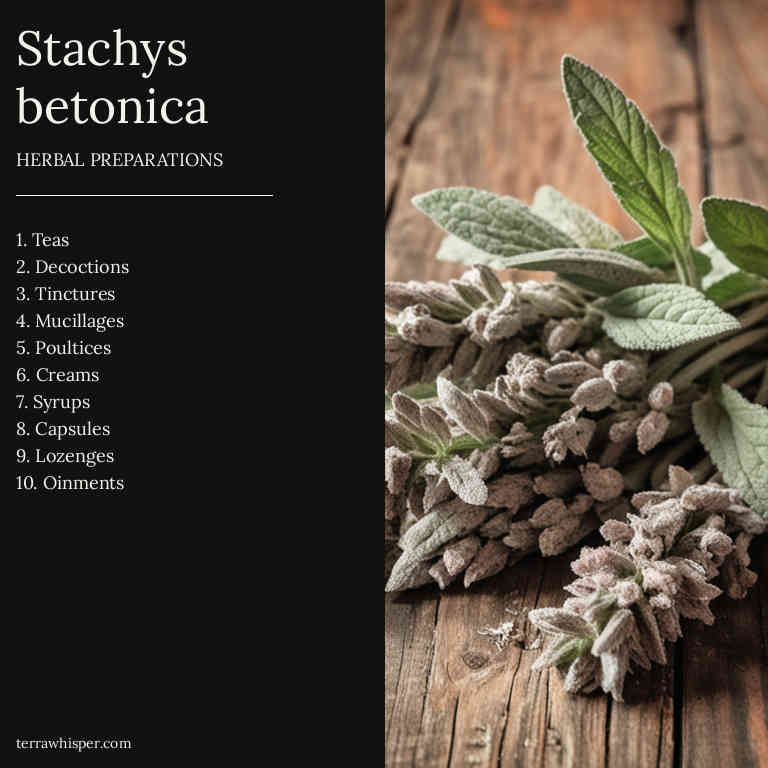 Stachys
betonica
HERBAL PREPARATIONS
1. Teas
2. Decoctions
3. Tinctures
4. Mucillages
5. Poultices
6. Creams
7. Syrups
8. Capsules
9. Lozenges
10. Oinments
terrawhisper.com